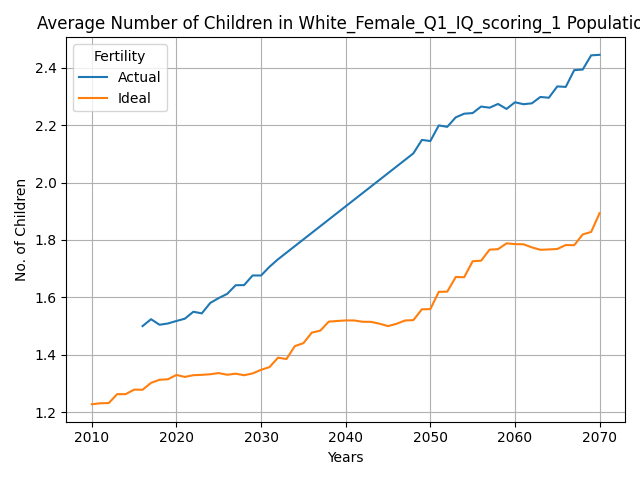 Average Number of Children in White_Female_Q1_IQ_scoring_1 Populatio
Fertility
Actual
Ideal
2.4
2.2
2.0
1.8
1.6
1.4
1.2
No. of Children
2010 2020 2030 2040 2050 2060 2070
Years